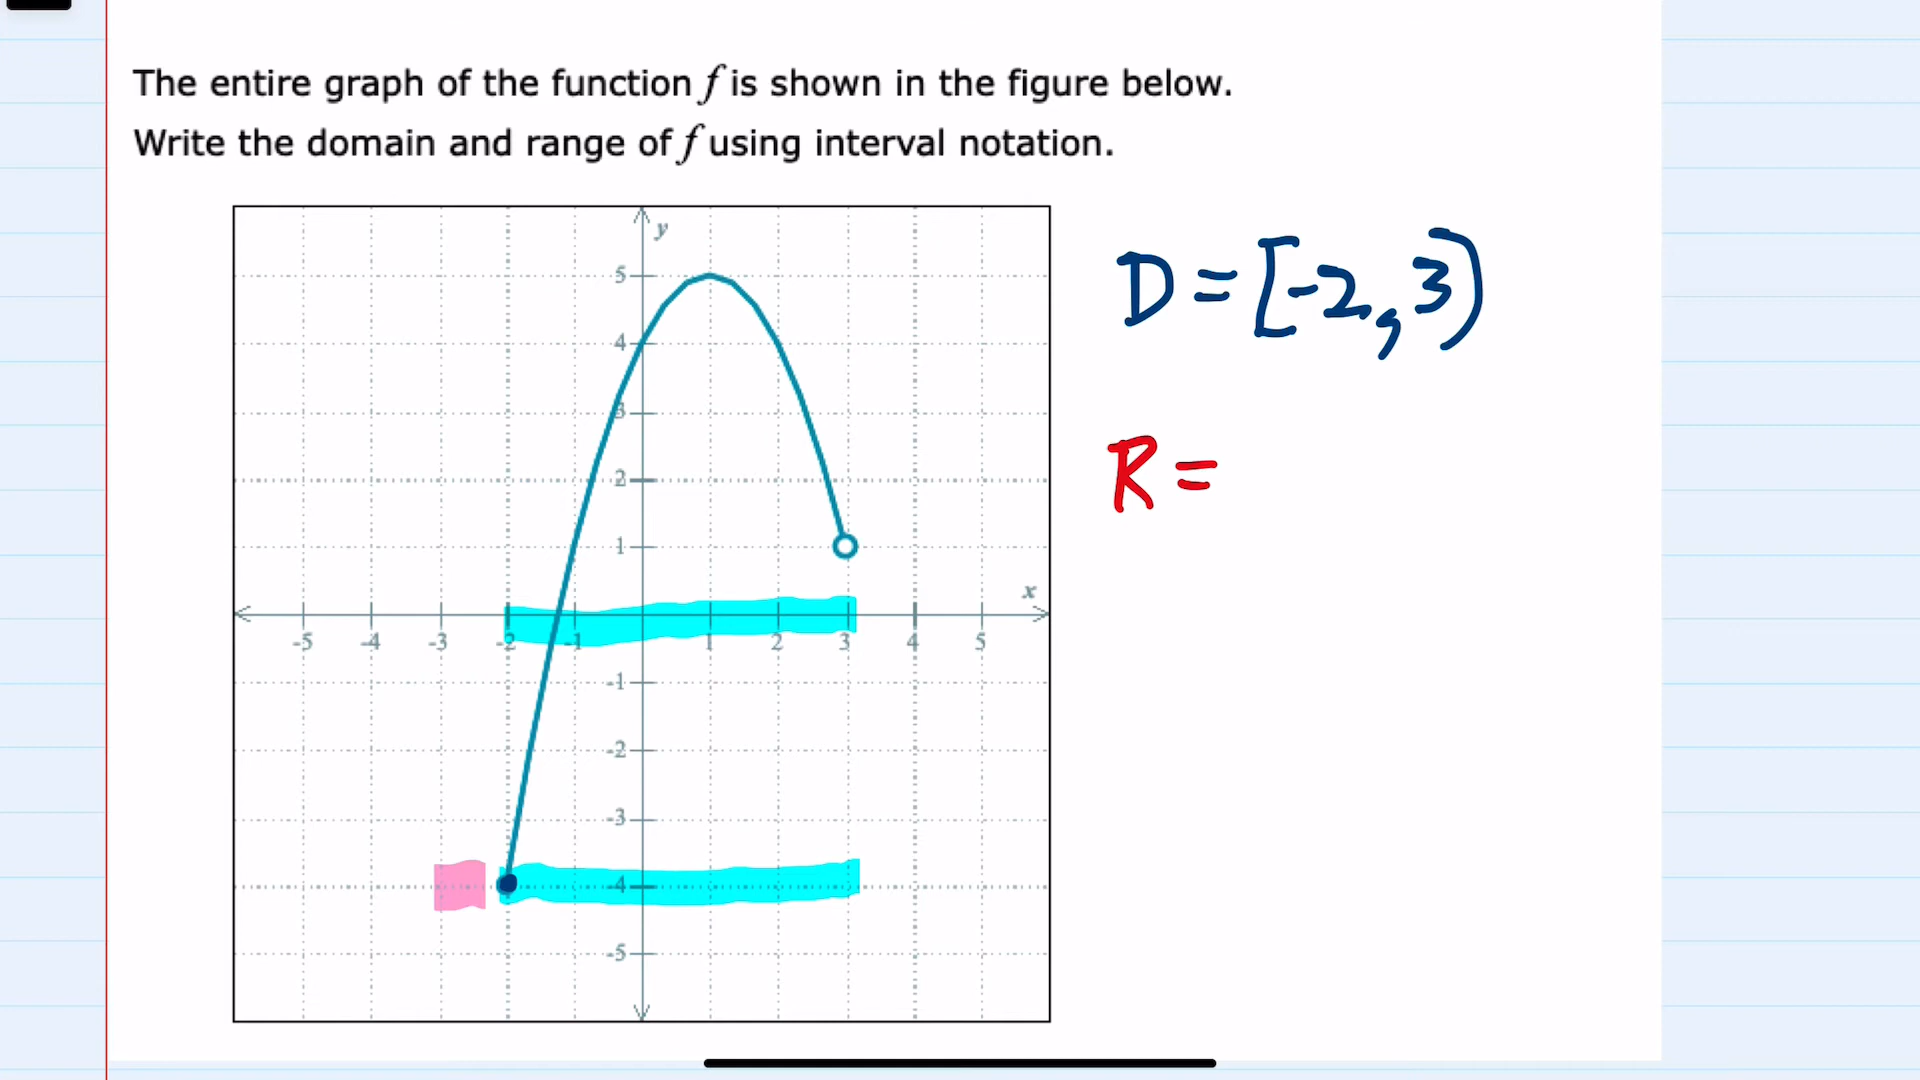 The entire graph of the function f is shown in the figure below.
Write the domain and range of f using interval notation.
y
5
4
3
2
1
x
-5 -4 -3 -2 -1 1 2 3 4 5
-1
-2
-3
-4
-5
D = [-2, 3)
R =